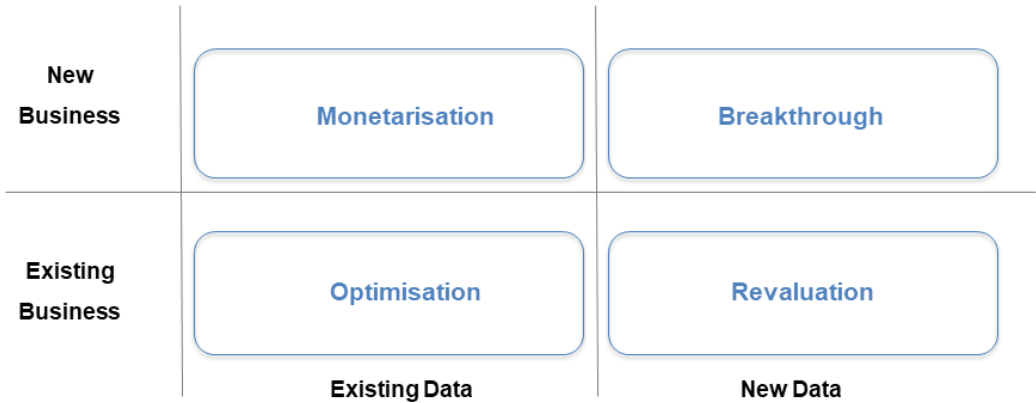 New
Business
Monetarisation
Breakthrough
Existing
Business
Optimisation
Revaluation
Existing Data
New Data